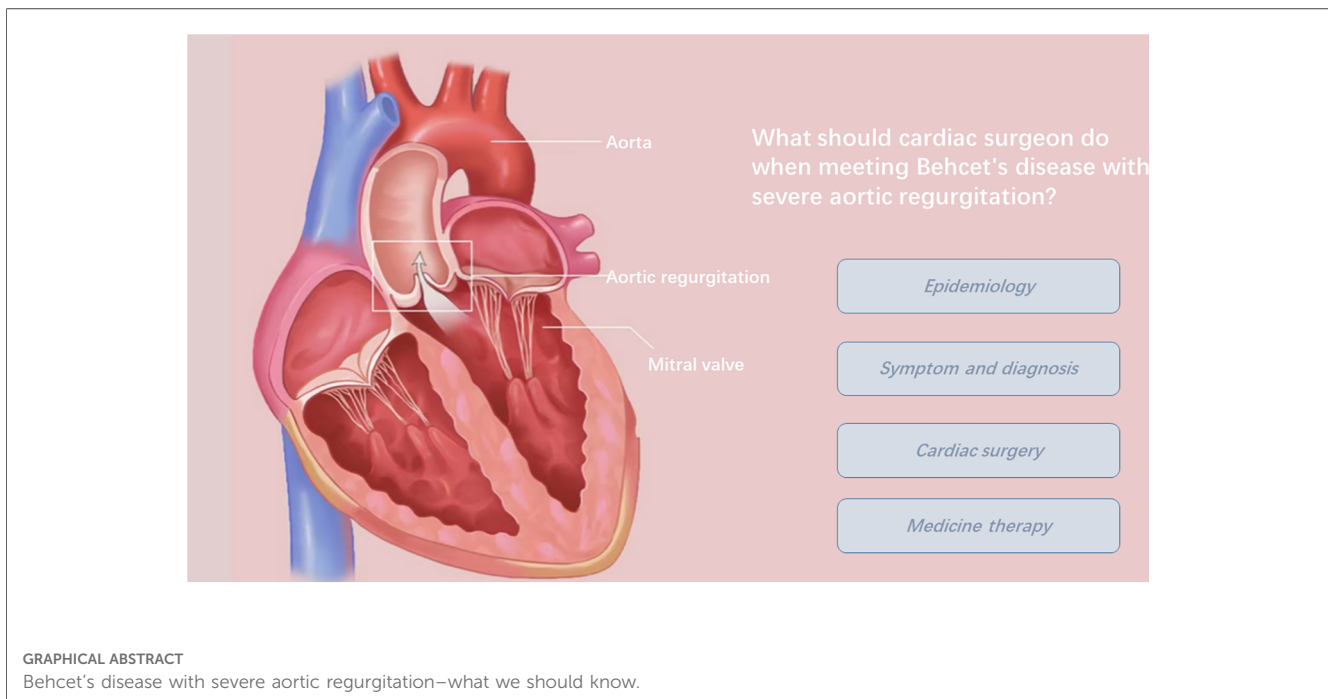 Aorta
What should cardiac surgeon do
when meeting Behcet's disease with
severe aortic regurgitation?
Aortic regurgitation
Epidemiology
Mitral valve
Symptom and diagnosis
Cardiac surgery
Medicine therapy
GRAPHICAL ABSTRACT
Behcet's disease with severe aortic regurgitation–what we should know.